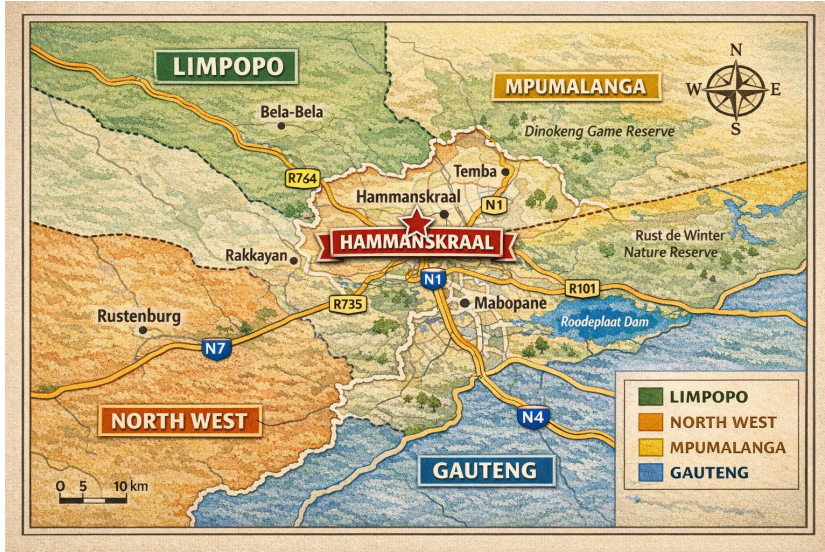 LIMPOPO
MPUMALANGA
N
W E
S
Bela-Bela
Dinokeng Game Reserve
R764
Temba
Hammanskraal
N1
HAMMANSKRAAL
Rust de Winter
Nature Reserve
Rakkayan
N1
R101
R735
Mabopane
Rustenburg
Roodeplaat Dam
N7
LIMPOPO
NORTH WEST
MPUMALANGA
GAUTENG
NORTH WEST
N4
GAUTENG
0 5 10 km